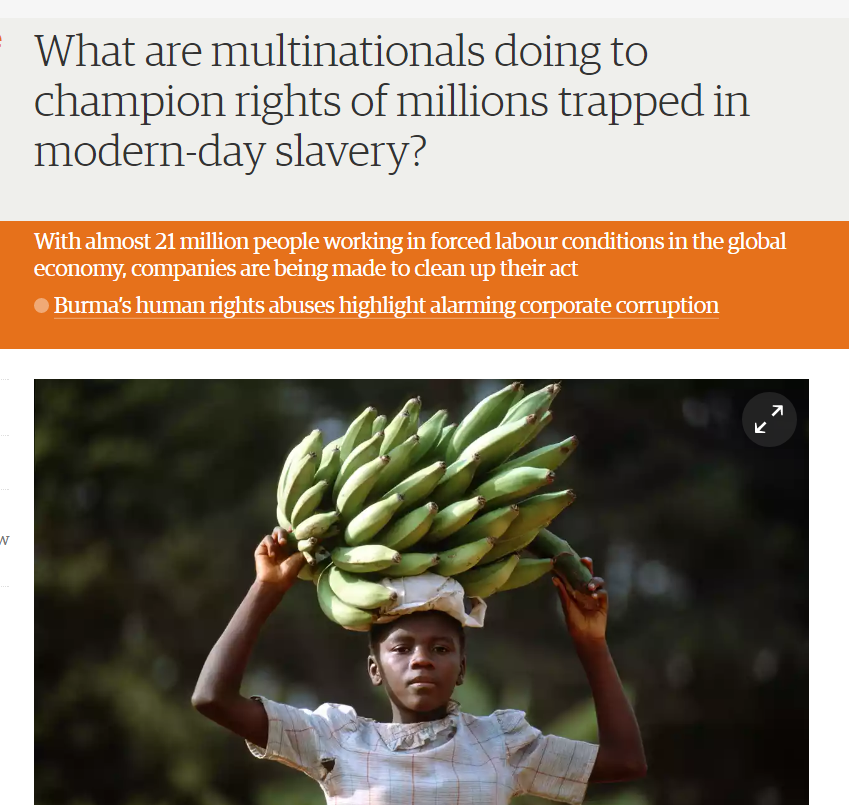 What are multinationals doing to
champion rights of millions trapped in
modern-day slavery?
With almost 21 million people working in forced labour conditions in the global
economy, companies are being made to clean up their act
Burma's human rights abuses highlight alarming corporate corruption